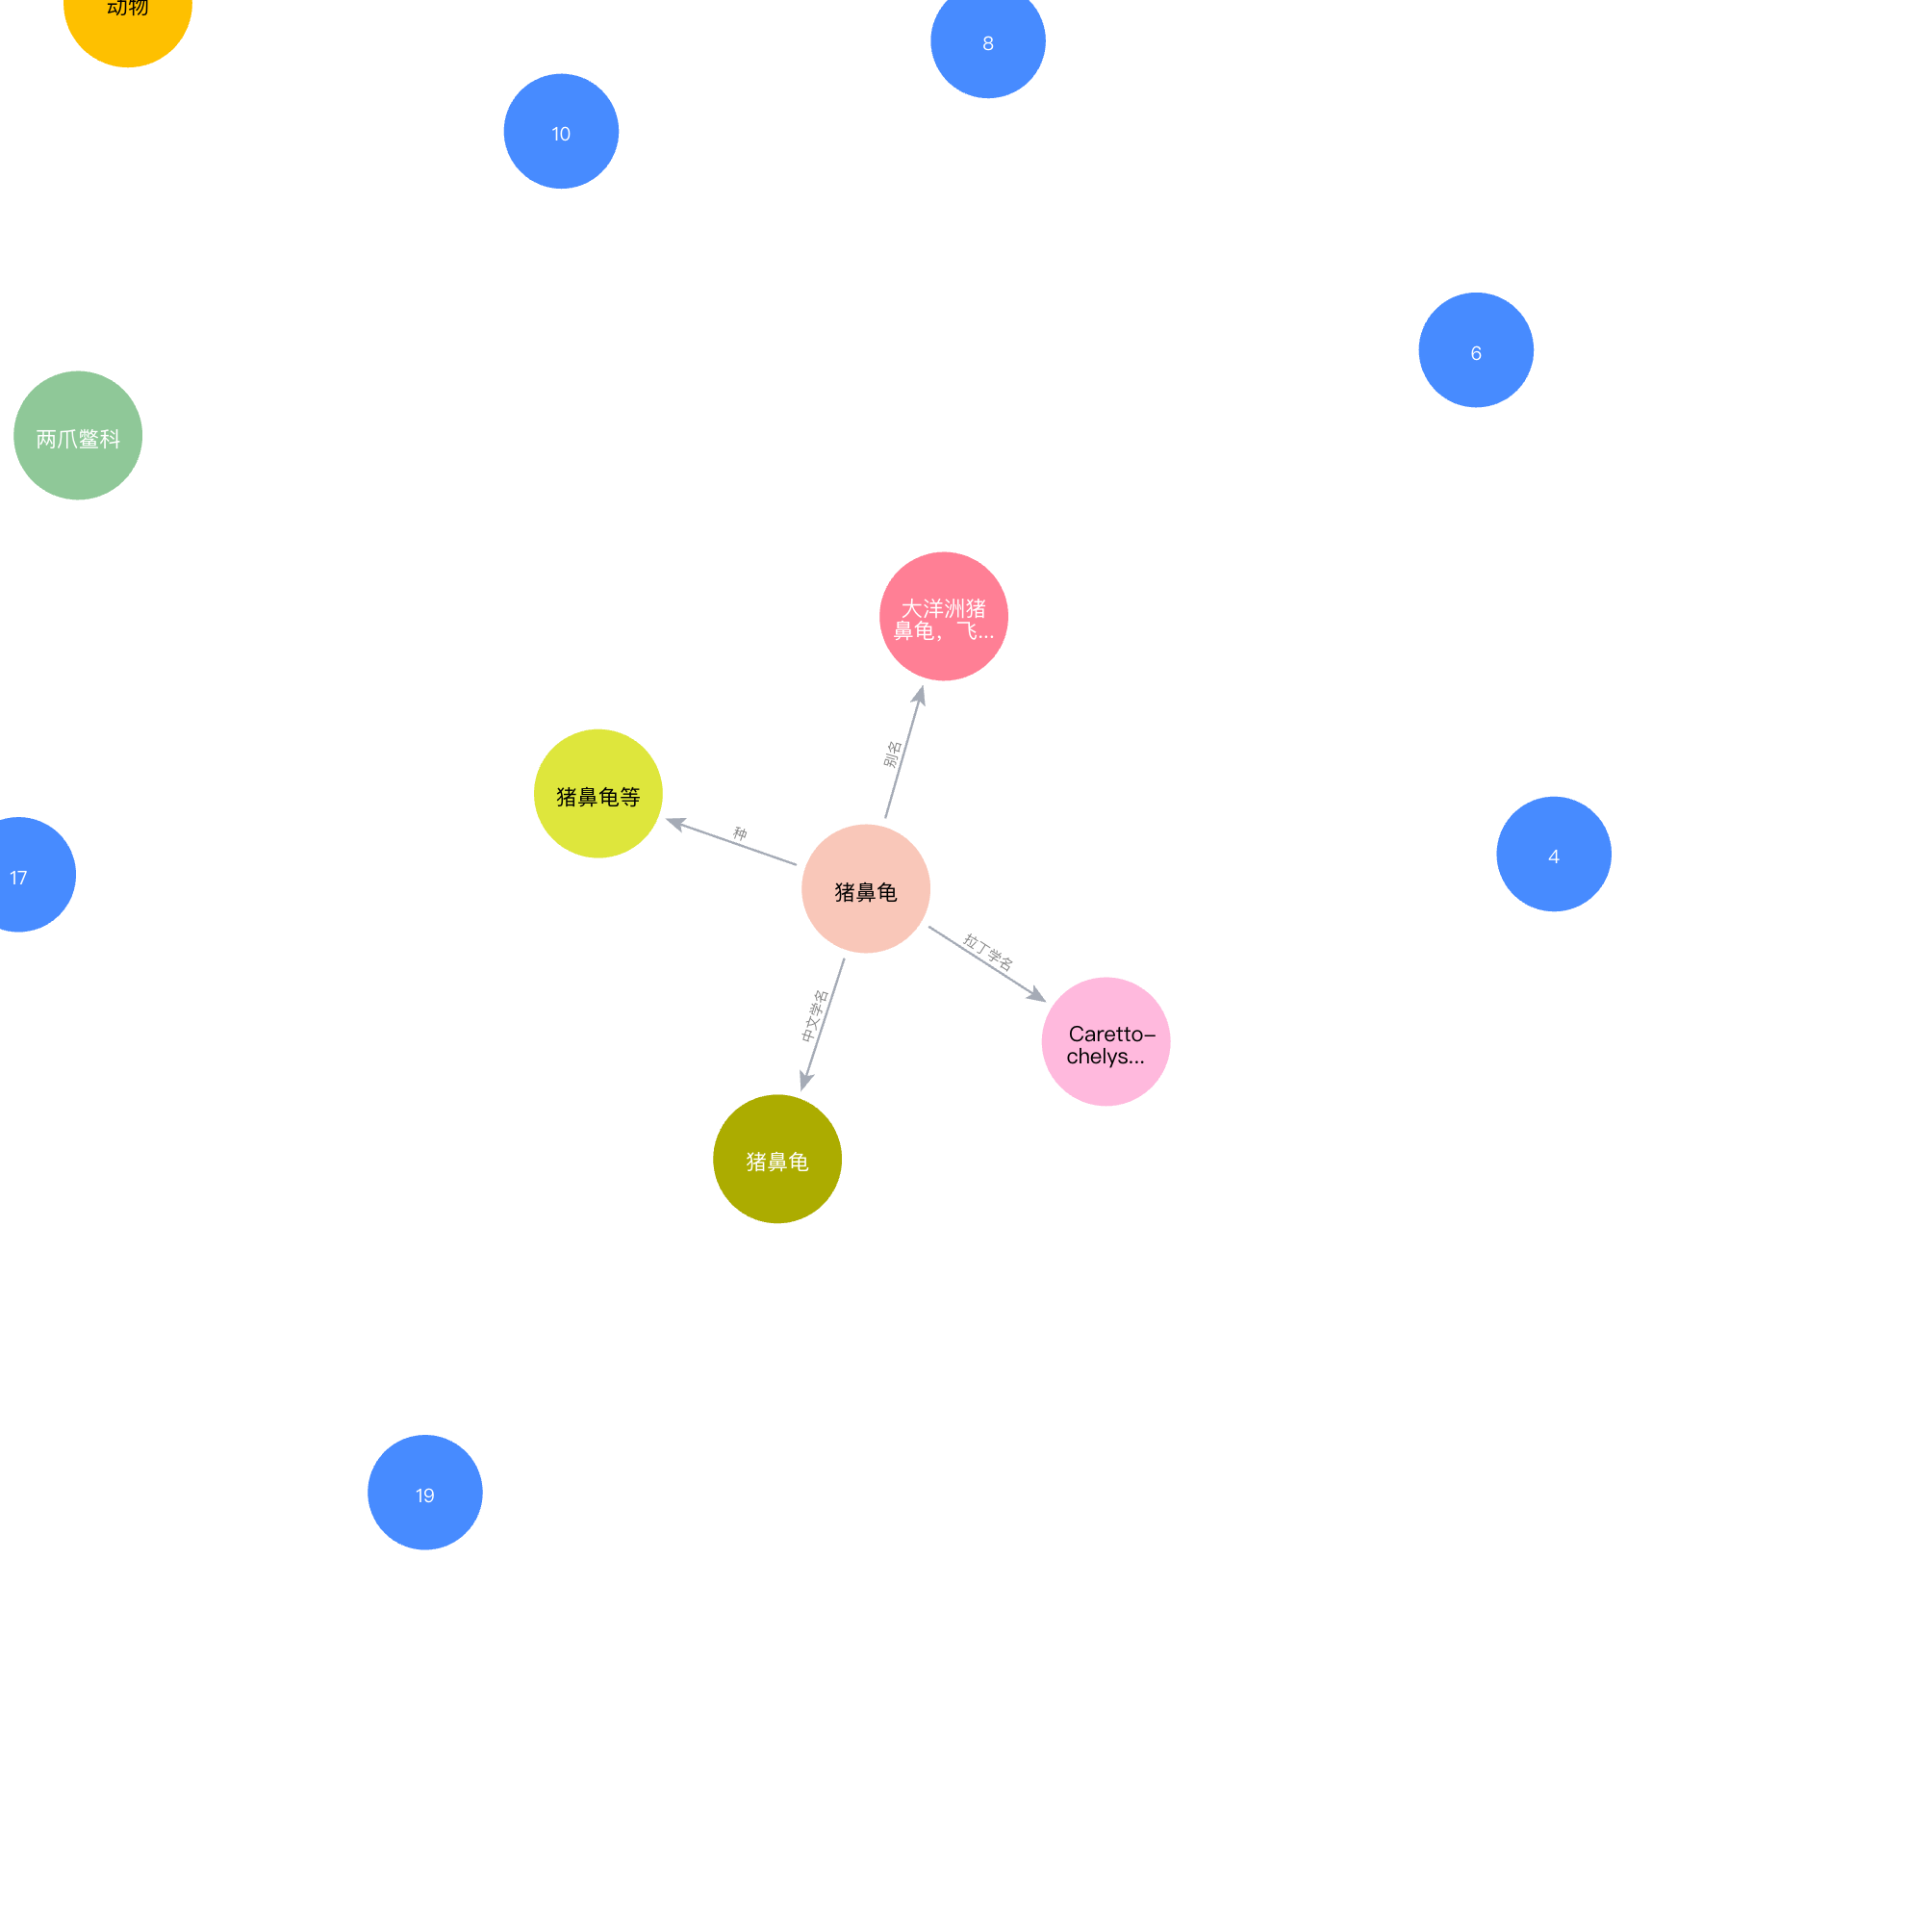 动物
8
10
6
两爪鳖科
大洋洲猪
鼻龟，飞...
别名
猪鼻龟等
种
4
17
猪鼻龟
拉丁学名
中文学名
Caretto-
chelys...
猪鼻龟
19